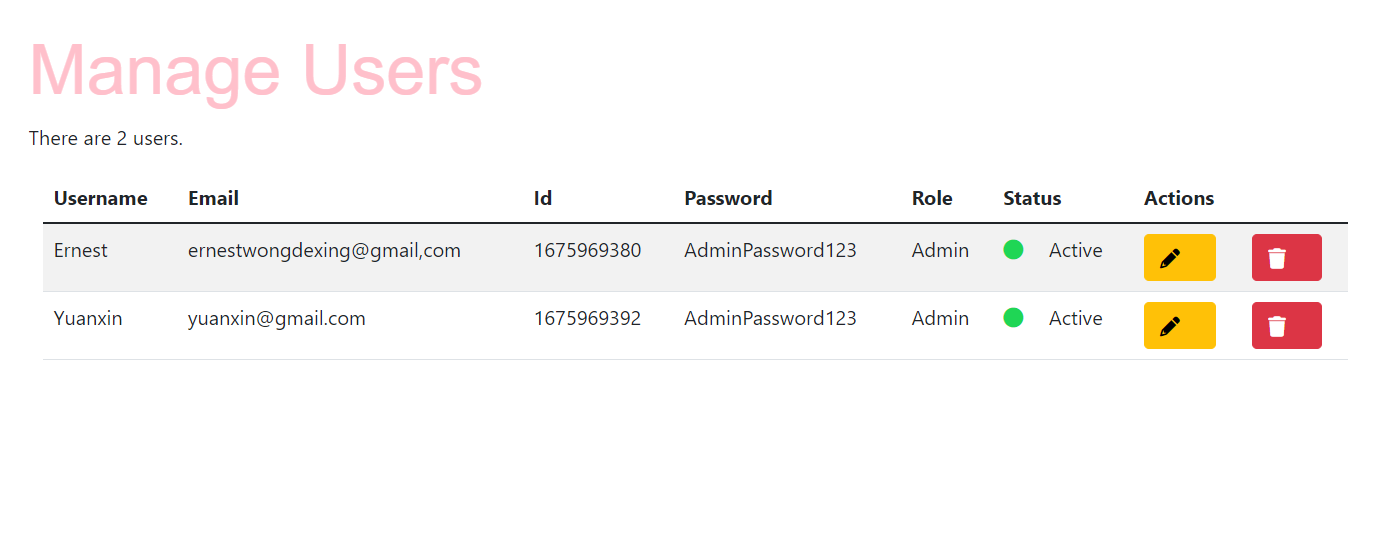 Manage Users
There are 2 users.
Username Email Id Password Role Status Actions
Ernest ernestwongdexing@gmail,com 1675969380 AdminPassword123 Admin Active
Yuanxin yuanxin@gmail.com 1675969392 AdminPassword123 Admin Active